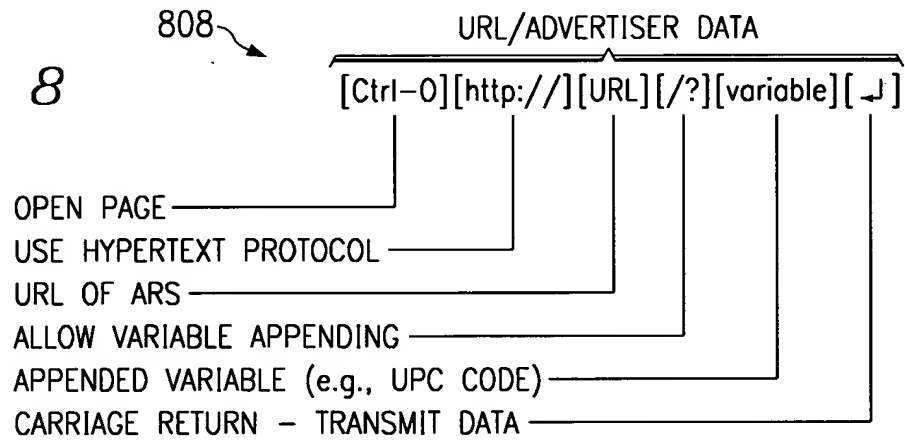 808
URL/ADVERTISER DATA
8
[Ctrl-O][http://][URL][/?][variable][↵]
OPEN PAGE
USE HYPERTEXT PROTOCOL
URL OF ARS
ALLOW VARIABLE APPENDING
APPENDED VARIABLE (e.g., UPC CODE)
CARRIAGE RETURN - TRANSMIT DATA